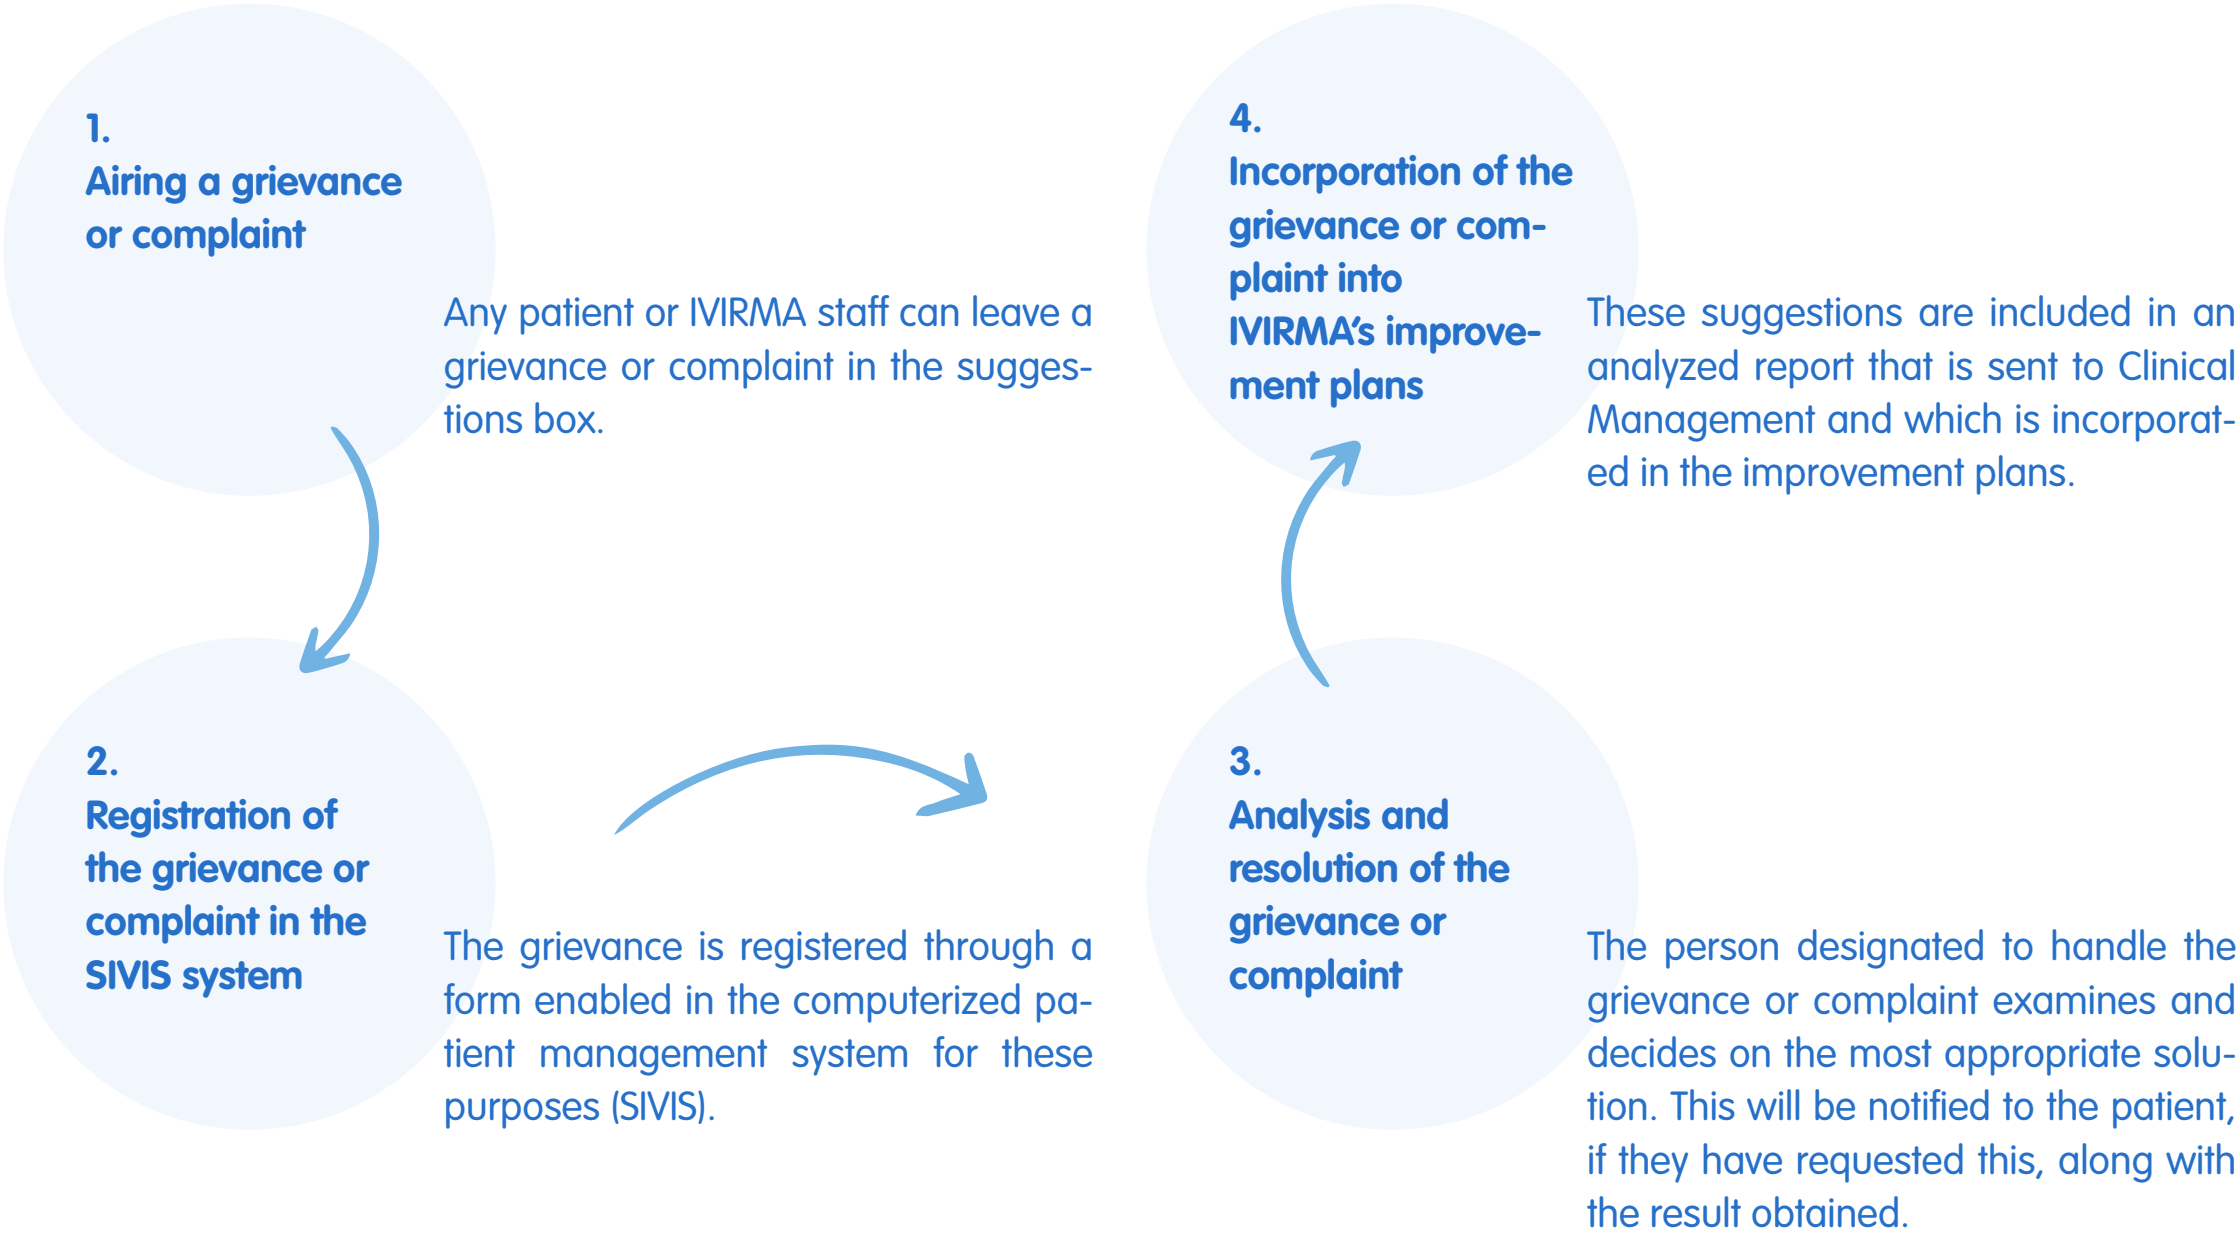 1.
Airing a grievance
or complaint
Any patient or IVIRMA staff can leave a
grievance or complaint in the sugges-
tions box.
2.
Registration of
the grievance or
complaint in the
SIVIS system
The grievance is registered through a
form enabled in the computerized pa-
tient management system for these
purposes (SIVIS).
3.
Analysis and
resolution of the
grievance or
complaint
The person designated to handle the
grievance or complaint examines and
decides on the most appropriate solu-
tion. This will be notified to the patient,
if they have requested this, along with
the result obtained.
4.
Incorporation of the
grievance or com-
plaint into
IVIRMA’s improve-
ment plans
These suggestions are included in an
analyzed report that is sent to Clinical
Management and which is incorporat-
ed in the improvement plans.